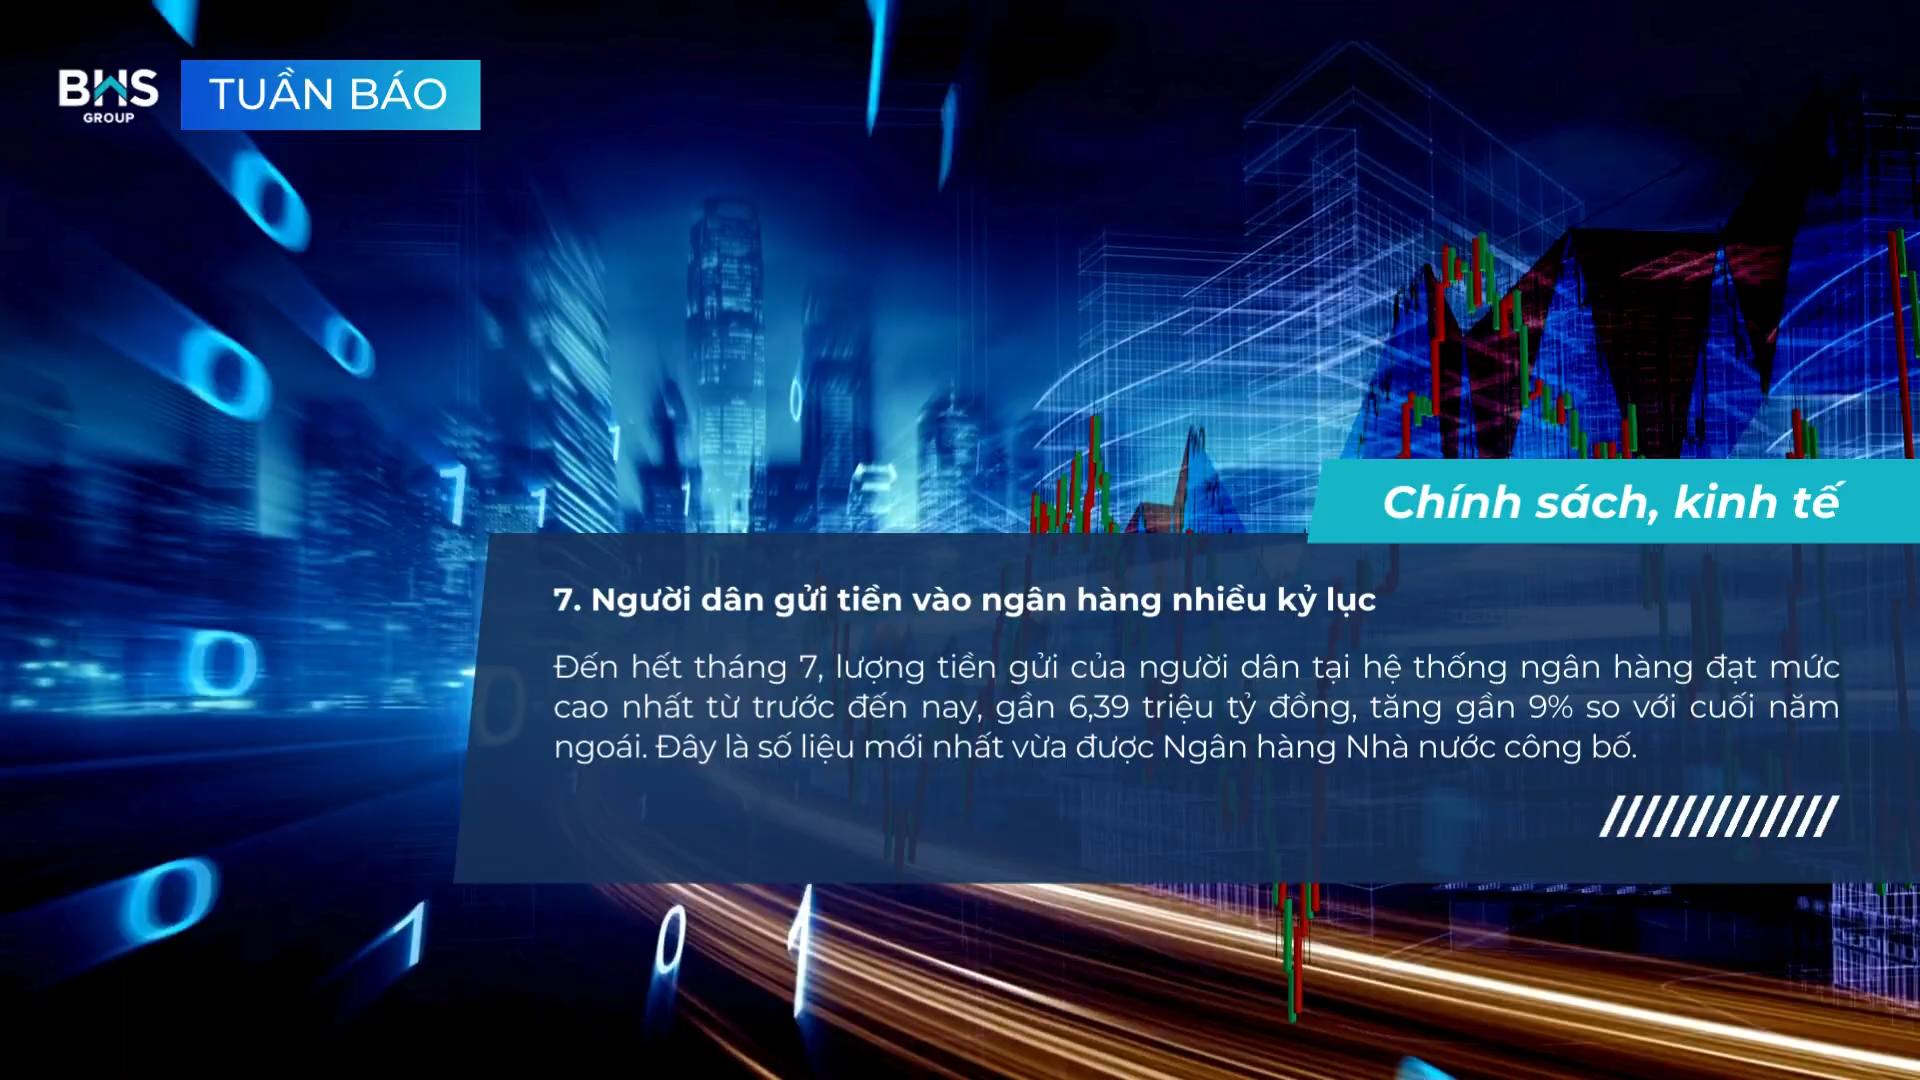 BHS
GROUP
TUẦN BÁO
Chính sách, kinh tế
7. Người dân gửi tiền vào ngân hàng nhiều kỷ lục
Đến hết tháng 7, lượng tiền gửi của người dân tại hệ thống ngân hàng đạt mức
cao nhất từ trước đến nay, gần 6,39 triệu tỷ đồng, tăng gần 9% so với cuối năm
ngoái. Đây là số liệu mới nhất vừa được Ngân hàng Nhà nước công bố.